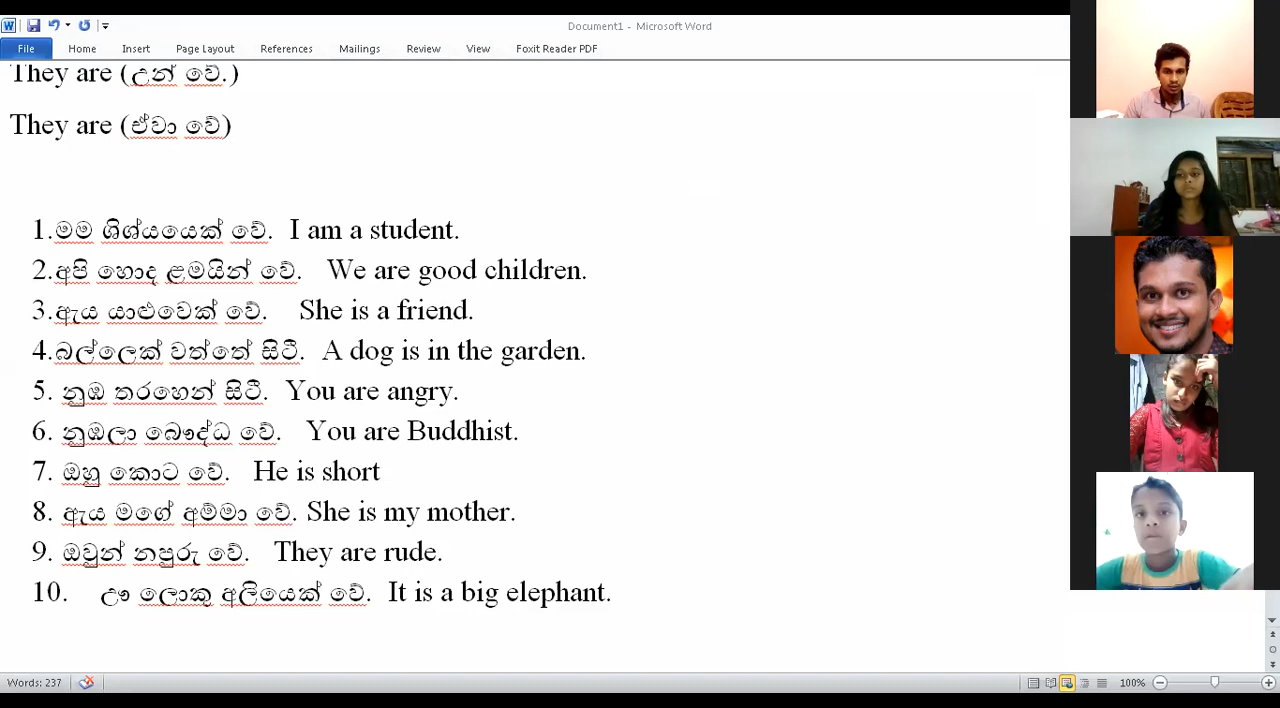 Document1 - Microsoft Word
File Home Insert Page Layout References Mailings Review View Foxit Reader PDF
They are (උන් වේ.)
They are (ඒවා වේ)
1.මම ශිශ්යයෙක් වේ. I am a student.
2.අපි හොද ළමයින් වේ. We are good children.
3.ඇය යාළුවෙක් වේ. She is a friend.
4.බල්ලෙක් වත්තේ සිටී. A dog is in the garden.
5. නුඹ තරහෙන් සිටී. You are angry.
6. නුඹලා බෞද්ධ වේ. You are Buddhist.
7. ඔහු කොට වේ. He is short
8. ඇය මගේ අම්මා වේ. She is my mother.
9. ඔවුන් නපුරු වේ. They are rude.
10. ඌ ලොකු අලියෙක් වේ. It is a big elephant.
Words: 237 100%